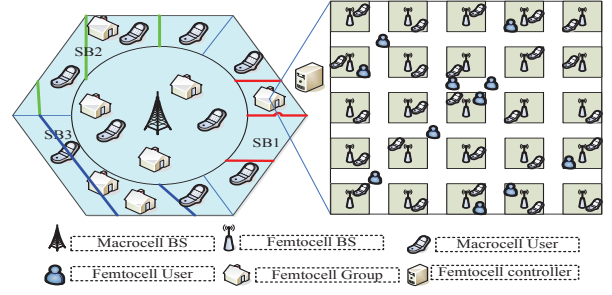 SB2
SB3
SB1
Macrocell BS
Femtocell BS
Macrocell User
Femtocell User
Femtocell Group
Femtocell controller